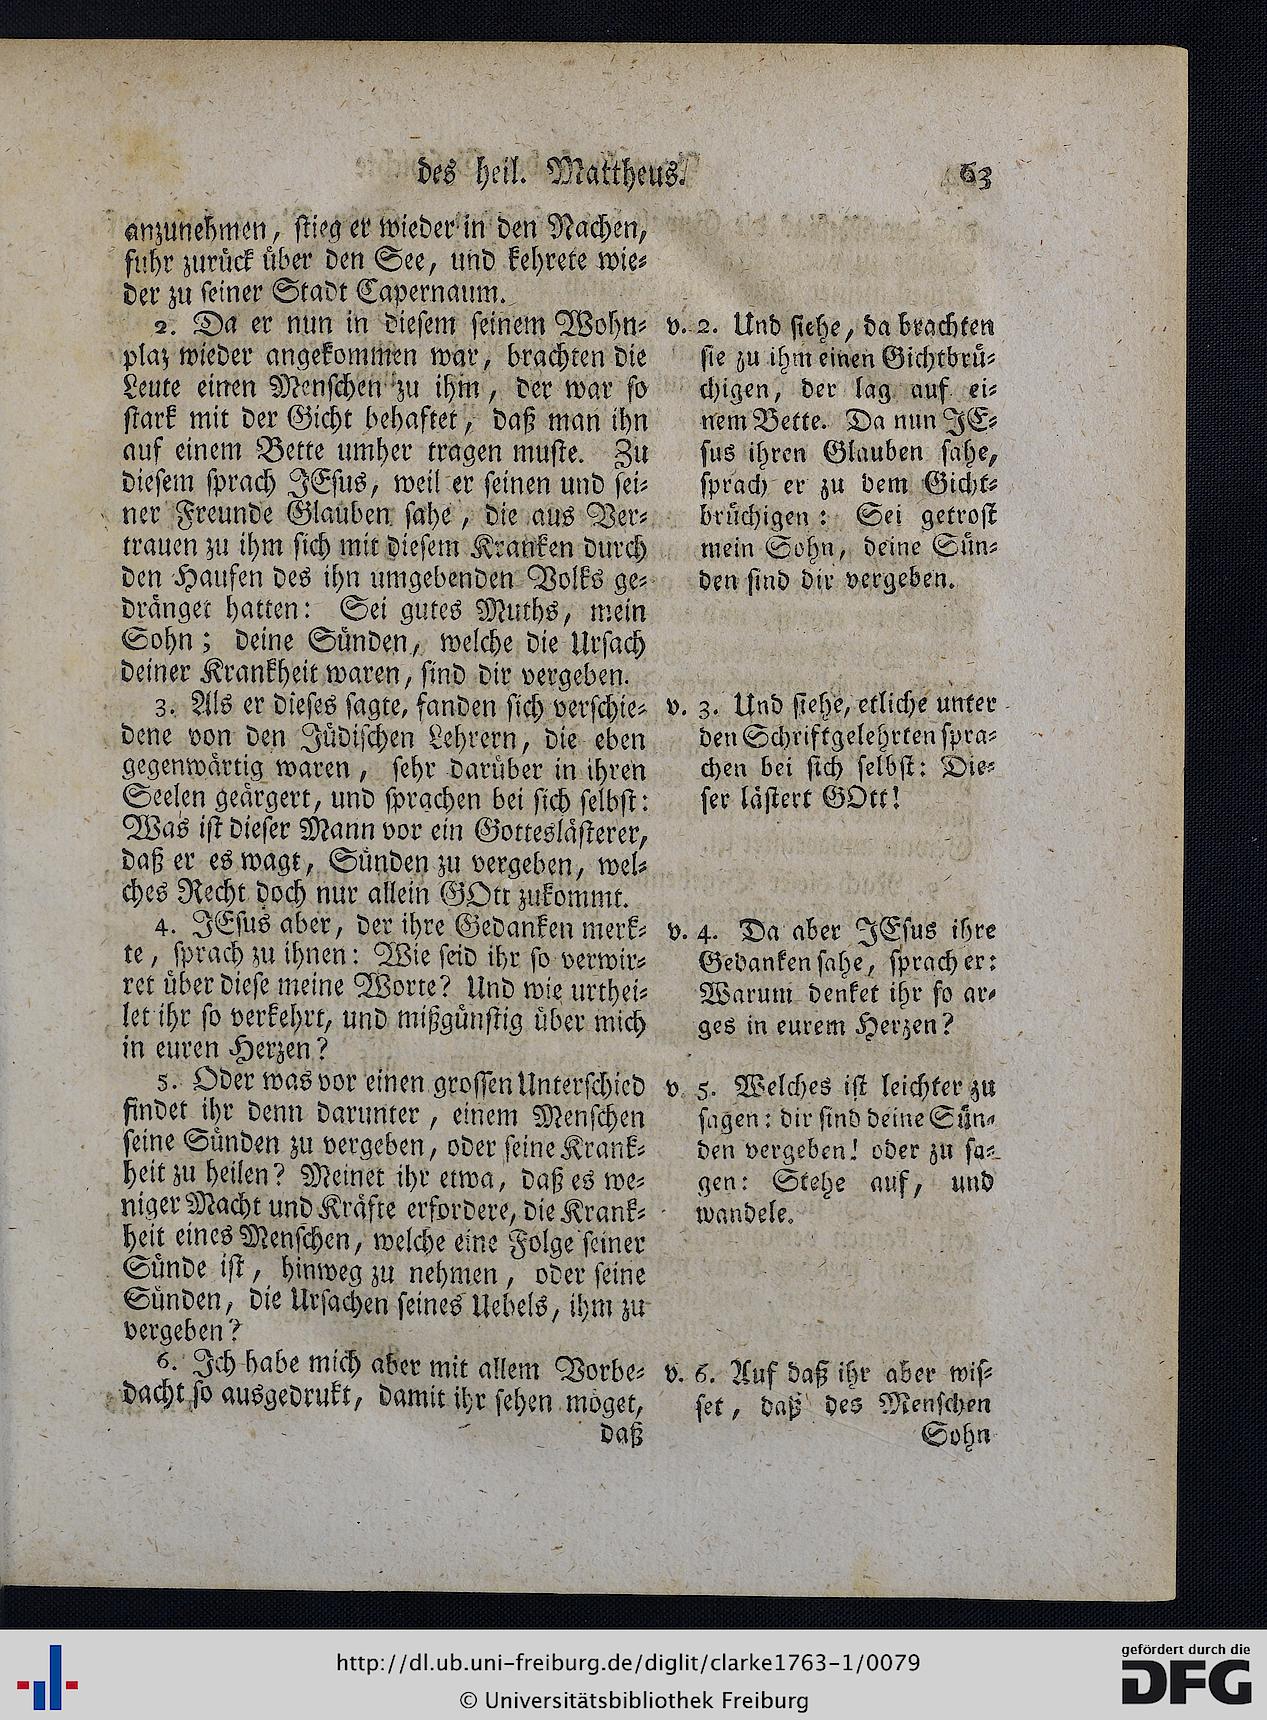 des heil. Mattheus.
63
anzunehmen, stieg er wieder in den Nachen,
fuhr zurück über den See, und kehrete wie⸗
der zu seiner Stadt Capernaum.
2. Da er nun in diesem seinem Wohn⸗
plaz wieder angekommen war, brachten die
Leute einen Menschen zu ihm, der war so
stark mit der Gicht behaftet, daß man ihn
auf einem Bette umher tragen muste. Zu
diesem sprach JEsus, weil er seinen und sei⸗
ner Freunde Glauben sahe, die aus Ver⸗
trauen zu ihm sich mit diesem Kranken durch
den Haufen des ihn umgebenden Volks ge⸗
dränget hatten: Sei gutes Muths, mein
Sohn; deine Sünden, welche die Ursach
deiner Krankheit waren, sind dir vergeben.
3. Als er dieses sagte, fanden sich verschie⸗
dene von den Jüdischen Lehrern, die eben
gegenwärtig waren, sehr darüber in ihren
Seelen geärgert, und sprachen bei sich selbst:
Was ist dieser Mann vor ein Gotteslästerer,
daß er es wagt, Sünden zu vergeben, wel⸗
ches Recht doch nur allein GOtt zukommt.
4. JEsus aber, der ihre Gedanken merk⸗
te, sprach zu ihnen: Wie seid ihr so verwir⸗
ret über diese meine Worte? Und wie urthei⸗
let ihr so verkehrt, und mißgünstig über mich
in euren Herzen?
5. Oder was vor einen grossen Unterschied
findet ihr denn darunter, einem Menschen
seine Sünden zu vergeben, oder seine Krank⸗
heit zu heilen? Meinet ihr etwa, daß es we⸗
niger Macht und Kräfte erfordere, die Krank⸗
heit eines Menschen, welche eine Folge seiner
Sünde ist, hinweg zu nehmen, oder seine
Sünden, die Ursachen seines Uebels, ihm zu
vergeben?
6. Ich habe mich aber mit allem Vorbe⸗
dacht so ausgedrukt, damit ihr sehen möget,
daß
v. 2. Und siehe, da brachten
sie zu ihm einen Gichtbrü⸗
chigen, der lag auf ei⸗
nem Bette. Da nun JE⸗
sus ihren Glauben sahe,
sprach er zu dem Gicht⸗
brüchigen: Sei getrost
mein Sohn, deine Sün⸗
den sind dir vergeben.
v. 3. Und siehe, etliche unter
den Schriftgelehrten spra⸗
chen bei sich selbst: Die⸗
ser lästert GOtt!
v. 4. Da aber JEsus ihre
Gedanken sahe, sprach er:
Warum denket ihr so ar⸗
ges in eurem Herzen?
v. 5. Welches ist leichter zu
sagen: dir sind deine Sün⸗
den vergeben! oder zu sa⸗
gen: Stehe auf, und
wandele.
v. 6. Auf daß ihr aber wis⸗
set, daß des Menschen
Sohn
http://dl.ub.uni-freiburg.de/diglit/clarke1763-1/0079
© Universitätsbibliothek Freiburg
gefördert durch die
DFG